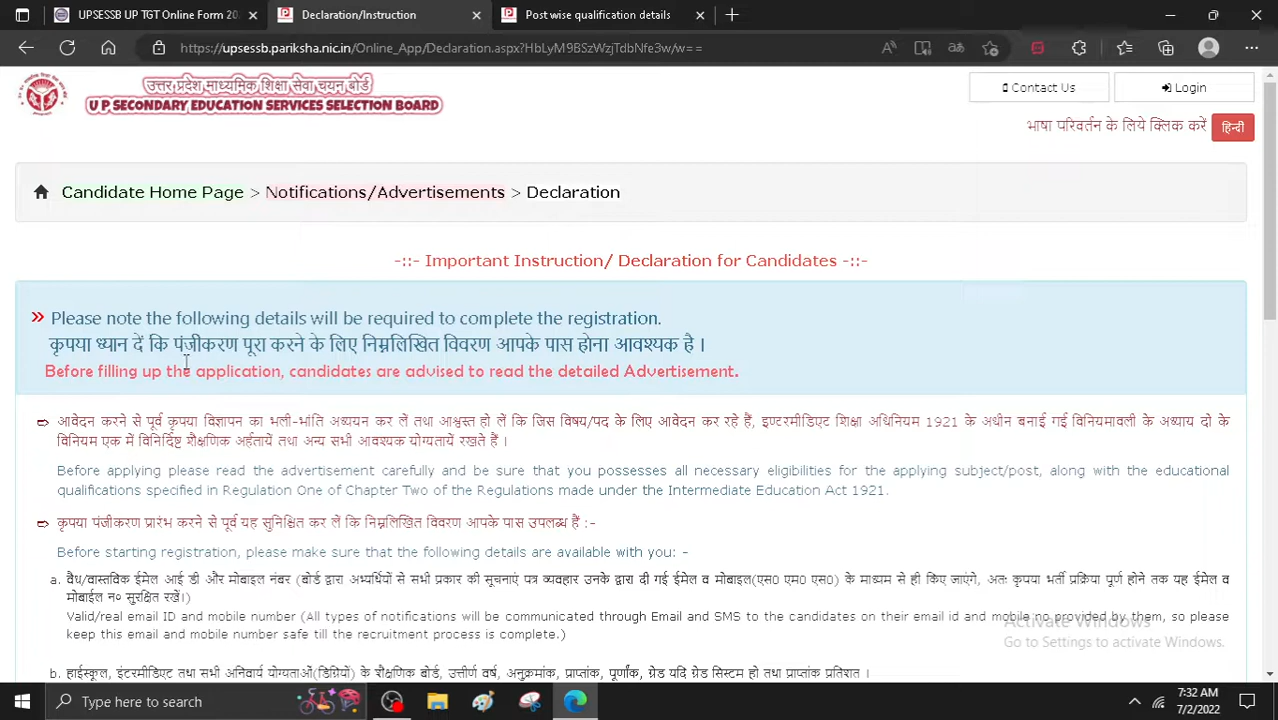 UPSESSB UP TGT Online Form 20
Declaration/Instruction
Post wise qualification details
https://upsessb.pariksha.nic.in/Online_App/Declaration.aspx?HbLyM9BSzWzjTdbNfe3w/w==
उत्तर प्रदेश माध्यमिक शिक्षा सेवा चयन बोर्ड
U P SECONDARY EDUCATION SERVICES SELECTION BOARD
Contact Us
Login
भाषा परिवर्तन के लिये क्लिक करें हिन्दी
Candidate Home Page > Notifications/Advertisements > Declaration
-::- Important Instruction/ Declaration for Candidates -::-
Please note the following details will be required to complete the registration.
कृपया ध्यान दें कि पंजीकरण पूरा करने के लिए निम्नलिखित विवरण आपके पास होना आवश्यक है ।
Before filling up the application, candidates are advised to read the detailed Advertisement.
आवेदन करने से पूर्व कृपया विज्ञापन का भली-भांति अध्ययन कर लें तथा आश्वस्त हो लें कि जिस विषय/पद के लिए आवेदन कर रहे हैं, इण्टरमीडिएट शिक्षा अधिनियम 1921 के अधीन बनाई गई विनियमावली के अध्याय दो के
विनियम एक में विनिर्दिष्ट शैक्षणिक अर्हतायें तथा अन्य सभी आवश्यक योग्यतायें रखते हैं ।
Before applying please read the advertisement carefully and be sure that you possesses all necessary eligibilities for the applying subject/post, along with the educational
qualifications specified in Regulation One of Chapter Two of the Regulations made under the Intermediate Education Act 1921.
कृपया पंजीकरण प्रारंभ करने से पूर्व यह सुनिश्चित कर लें कि निम्नलिखित विवरण आपके पास उपलब्ध हैं :-
Before starting registration, please make sure that the following details are available with you: -
a. वैध/वास्तविक ईमेल आई डी और मोबाइल नंबर (बोर्ड द्वारा अभ्यर्थियों से सभी प्रकार की सूचनाएं पत्र व्यवहार उनके द्वारा दी गई ईमेल व मोबाइल(एस0 एम0 एस0) के माध्यम से ही किए जाएंगे, अतः कृपया भर्ती प्रक्रिया पूर्ण होने तक यह ईमेल व
मोबाईल न० सुरक्षित रखें।)
Valid/real email ID and mobile number (All types of notifications will be communicated through Email and SMS to the candidates on their email id and mobile no provided by them, so please
keep this email and mobile number safe till the recruitment process is complete.)
Activate Windows
Go to Settings to activate Windows.
b. हाईस्कूल, इंटरमीडिएट तथा सभी अनिवार्य योग्यताओं(डिग्रियों) के शैक्षणिक बोर्ड, उत्तीर्ण वर्ष, अनुक्रमांक, प्राप्तांक, पूर्णांक, ग्रेड यदि ग्रेड सिस्टम हो तथा प्राप्तांक प्रतिशत ।
Type here to search
7:32 AM
7/2/2022